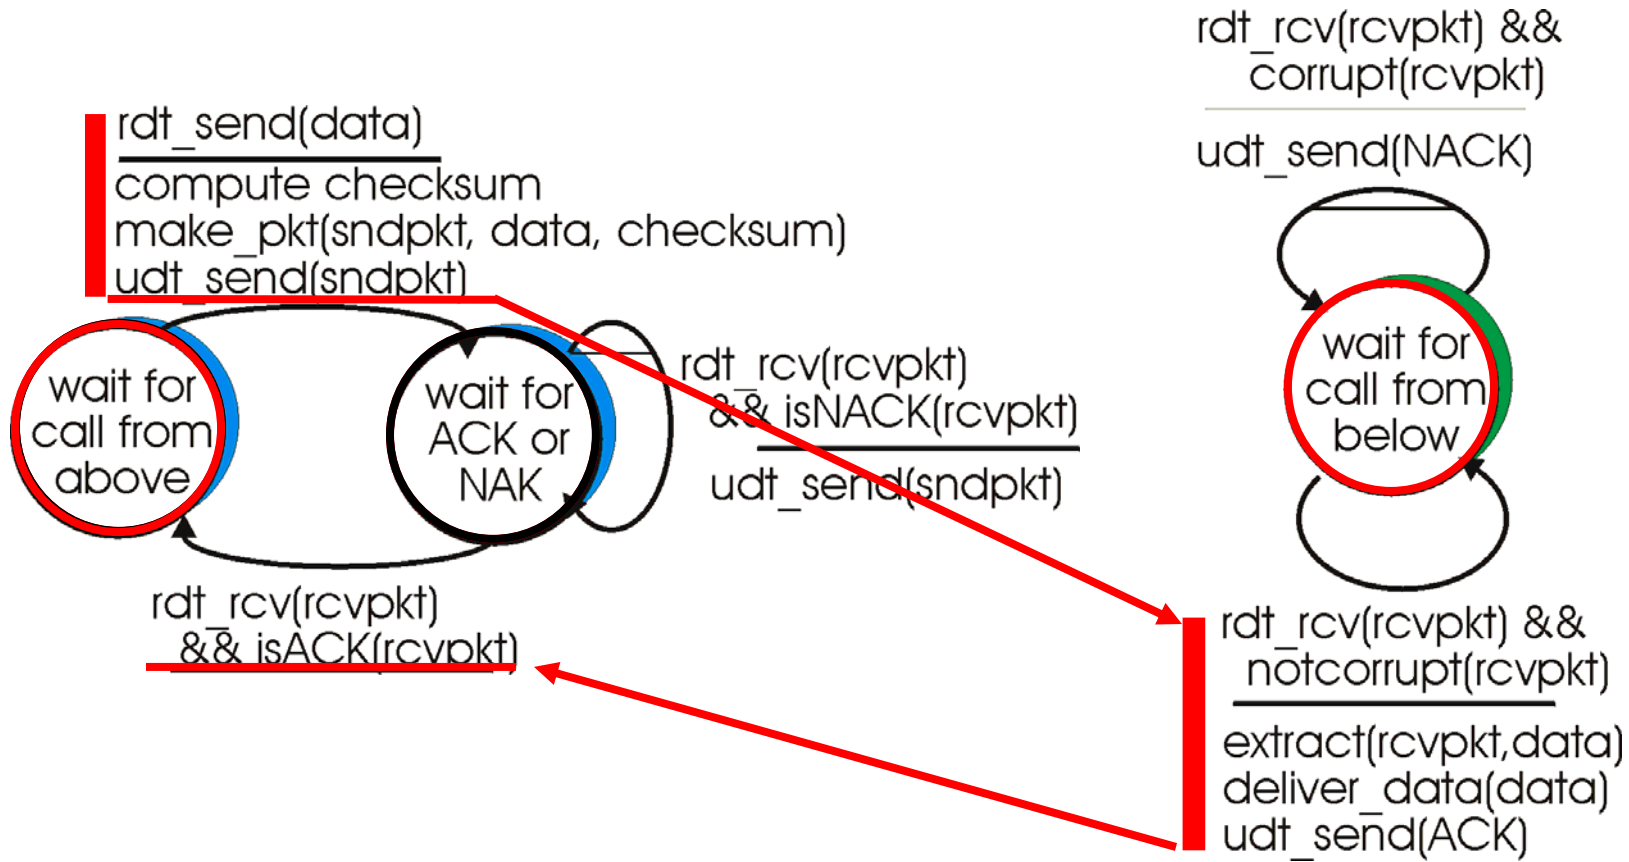 rdt_send(data)
compute checksum
make_pkt(sndpkt, data, checksum)
udt_send(sndpkt)
wait for
call from
above
wait for
ACK or
NAK
rdt_rcv(rcvpkt)
&& isNACK(rcvpkt)
udt_send(sndpkt)
rdt_rcv(rcvpkt)
&& isACK(rcvpkt)
rdt_rcv(rcvpkt) &&
corrupt(rcvpkt)
udt_send(NACK)
wait for
call from
below
rdt_rcv(rcvpkt) &&
notcorrupt(rcvpkt)
extract(rcvpkt,data)
deliver_data(data)
udt_send(ACK)